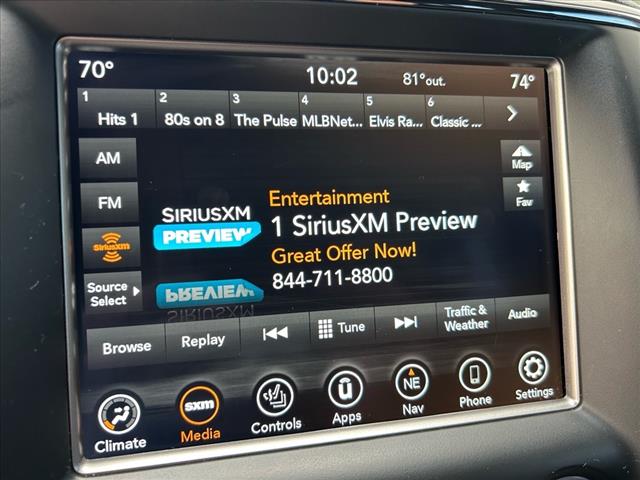 70° 10:02 81°out. 74°
1 2 3 4 5 6
Hits 1 80s on 8 The Pulse MLBNet... Elvis Ra... Classic ...
AM
Map
FM
Fav
SiriusXM
Source
Select
SIRIUSXM
PREVIEW
Entertainment
1 SiriusXM Preview
Great Offer Now!
844-711-8800
Browse Replay Tune Traffic & Weather Audio
sxm U NE
Climate Media Controls Apps Nav Phone Settings